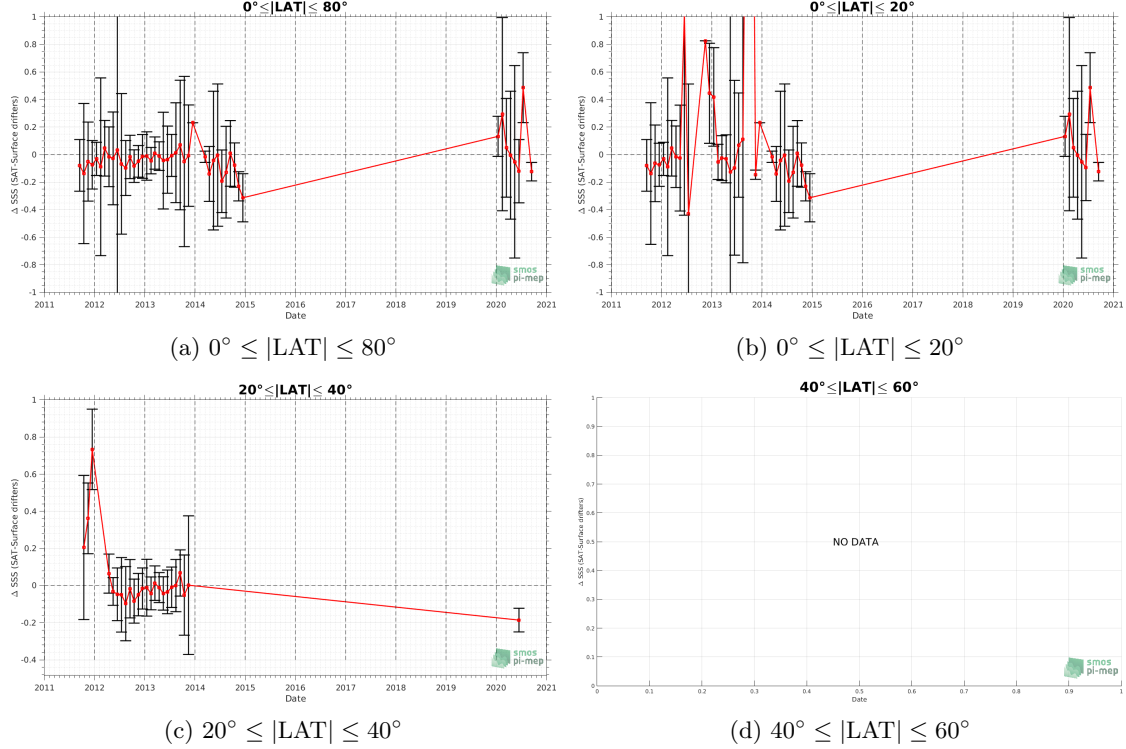 0°≤|LAT|≤ 80°
Δ SSS (SAT-Surface drifters)
1
0.8
0.6
0.4
0.2
0
-0.2
-0.4
-0.6
-0.8
-1
2011 2012 2013 2014 2015 2016 2017 2018 2019 2020 2021
Date
smos
pi-mep
(a) 0° ≤ |LAT| ≤ 80°
0°≤|LAT|≤ 20°
Δ SSS (SAT-Surface drifters)
1
0.8
0.6
0.4
0.2
0
-0.2
-0.4
-0.6
-0.8
-1
2011 2012 2013 2014 2015 2016 2017 2018 2019 2020 2021
Date
smos
pi-mep
(b) 0° ≤ |LAT| ≤ 20°
20°≤|LAT|≤ 40°
Δ SSS (SAT-Surface drifters)
1
0.8
0.6
0.4
0.2
0
-0.2
-0.4
2011 2012 2013 2014 2015 2016 2017 2018 2019 2020 2021
Date
smos
pi-mep
(c) 20° ≤ |LAT| ≤ 40°
40°≤|LAT|≤ 60°
Δ SSS (SAT-Surface drifters)
1
0.9
0.8
0.7
0.6
0.5
0.4
0.3
0.2
0.1
0
NO DATA
0 0.1 0.2 0.3 0.4 0.5 0.6 0.7 0.8 0.9 1
Date
smos
pi-mep
(d) 40° ≤ |LAT| ≤ 60°